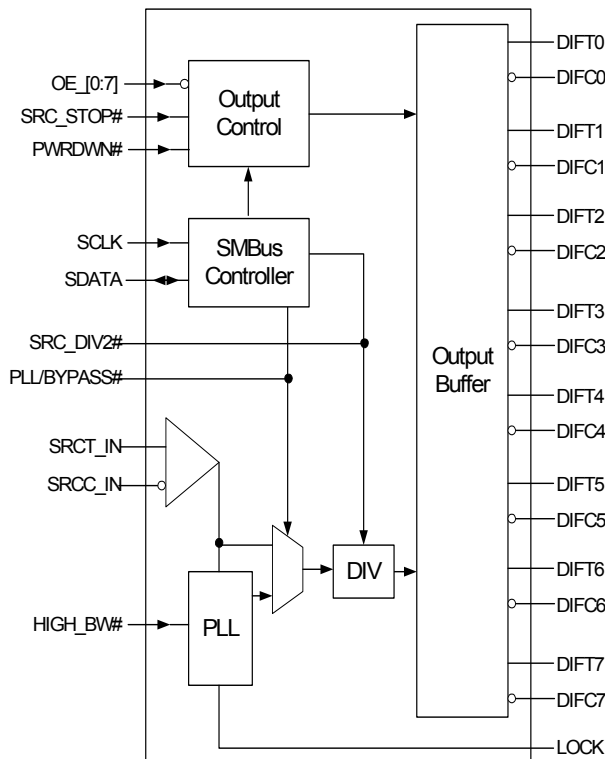 OE_[0:7]
SRC_STOP#
PWRDWN#
Output
Control
SCLK
SDATA
SMBus
Controller
SRC_DIV2#
PLL/BYPASS#
SRCT_IN
SRCC_IN
HIGH_BW#
PLL
DIV
Output
Buffer
DIFT0
DIFC0
DIFT1
DIFC1
DIFT2
DIFC2
DIFT3
DIFC3
DIFT4
DIFC4
DIFT5
DIFC5
DIFT6
DIFC6
DIFT7
DIFC7
LOCK